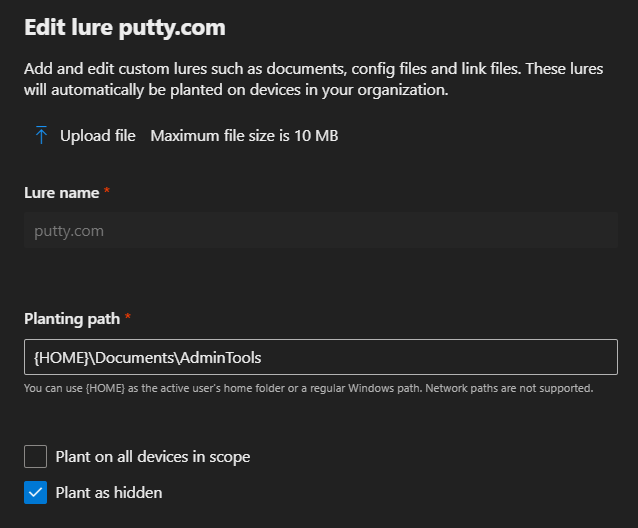 Edit lure putty.com
Add and edit custom lures such as documents, config files and link files. These lures
will automatically be planted on devices in your organization.
Upload file Maximum file size is 10 MB
Lure name *
putty.com
Planting path *
{HOME}\Documents\AdminTools
You can use {HOME} as the active user's home folder or a regular Windows path. Network paths are not supported.
Plant on all devices in scope
Plant as hidden